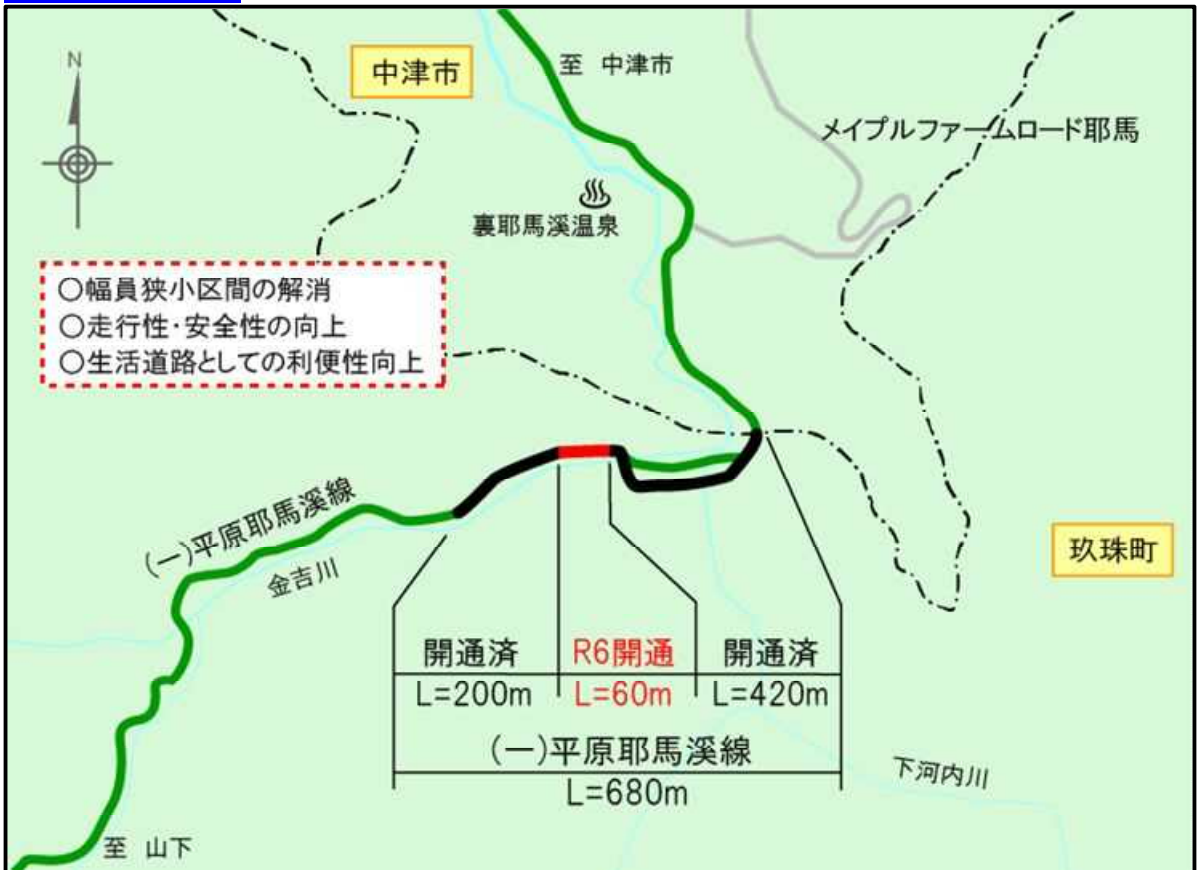 N
中津市
至 中津市
メイプルファームロード耶馬
裏耶馬溪温泉
○幅員狭小区間の解消
○走行性・安全性の向上
○生活道路としての利便性向上
(一)平原耶馬溪線
金吉川
玖珠町
開通済
R6開通
開通済
L=200m
L=60m
L=420m
(一)平原耶馬溪線
L=680m
下河内川
至 山下